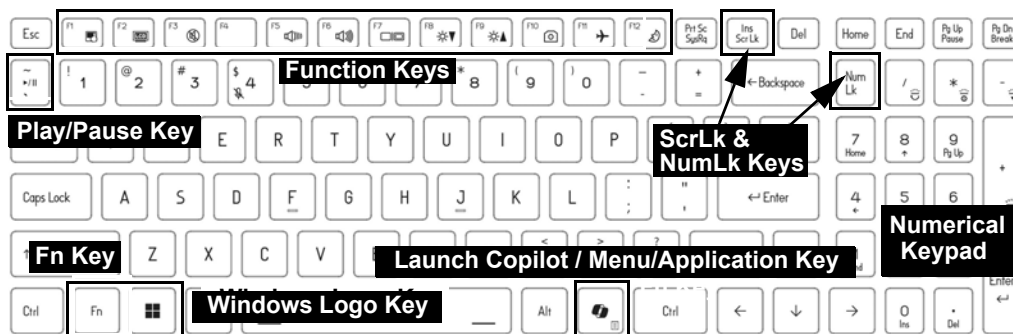 Esc F1 F2 F3 F4 F5 F6 F7 F8 F9 F10 F11 F12 Prt Sc SysRq Ins Scr Lk Del Home End Pg Up Pause Pg Dn Break
~ ` ! 1 @ 2 # 3 $ 4 * 8 ( 9 ) 0 - + = ← Backspace Num Lk / * -
Function Keys
Play/Pause Key
E R T Y U I O P 7 Home 8 ↑ 9 Pg Up +
ScrLk &
NumLk Keys
Caps Lock A S D F G H J K L : ; " ' ↵ Enter 4 ← 5 6
Numerical
Keypad
Fn Key
Z X C V < > ?
Launch Copilot / Menu/Application Key
Enter
Windows Logo Key
Ctrl Fn Alt Ctrl ← ↓ → 0 Ins . Del